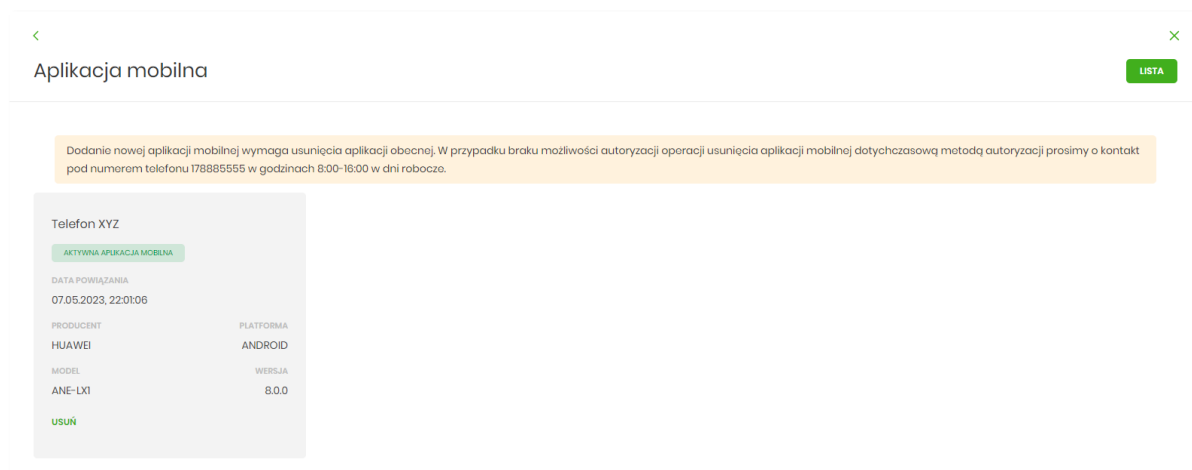 Aplikacja mobilna
LISTA
Dodanie nowej aplikacji mobilnej wymaga usunięcia aplikacji obecnej. W przypadku braku możliwości autoryzacji operacji usunięcia aplikacji mobilnej dotychczasową metodą autoryzacji prosimy o kontakt
pod numerem telefonu 178885555 w godzinach 8:00-16:00 w dni robocze.
Telefon XYZ
AKTYWNA APLIKACJA MOBILNA
DATA POWIĄZANIA
07.05.2023, 22:01:06
PRODUCENT PLATFORMA
HUAWEI ANDROID
MODEL WERSJA
ANE-LX1 8.0.0
USUŃ